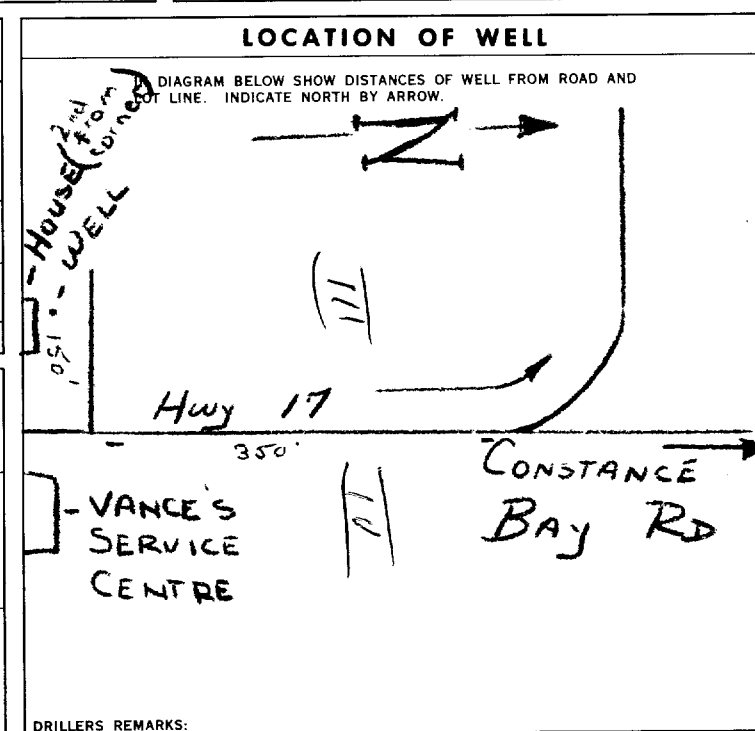 LOCATION OF WELL
DIAGRAM BELOW SHOW DISTANCES OF WELL FROM ROAD AND
LOT LINE. INDICATE NORTH BY ARROW.
- HOUSE (2nd
from
corner)
- WELL
N
150'
III
Hwy 17
350'
CONSTANCE
BAY RD
- VANCE'S
SERVICE
CENTRE
DRILLERS REMARKS: